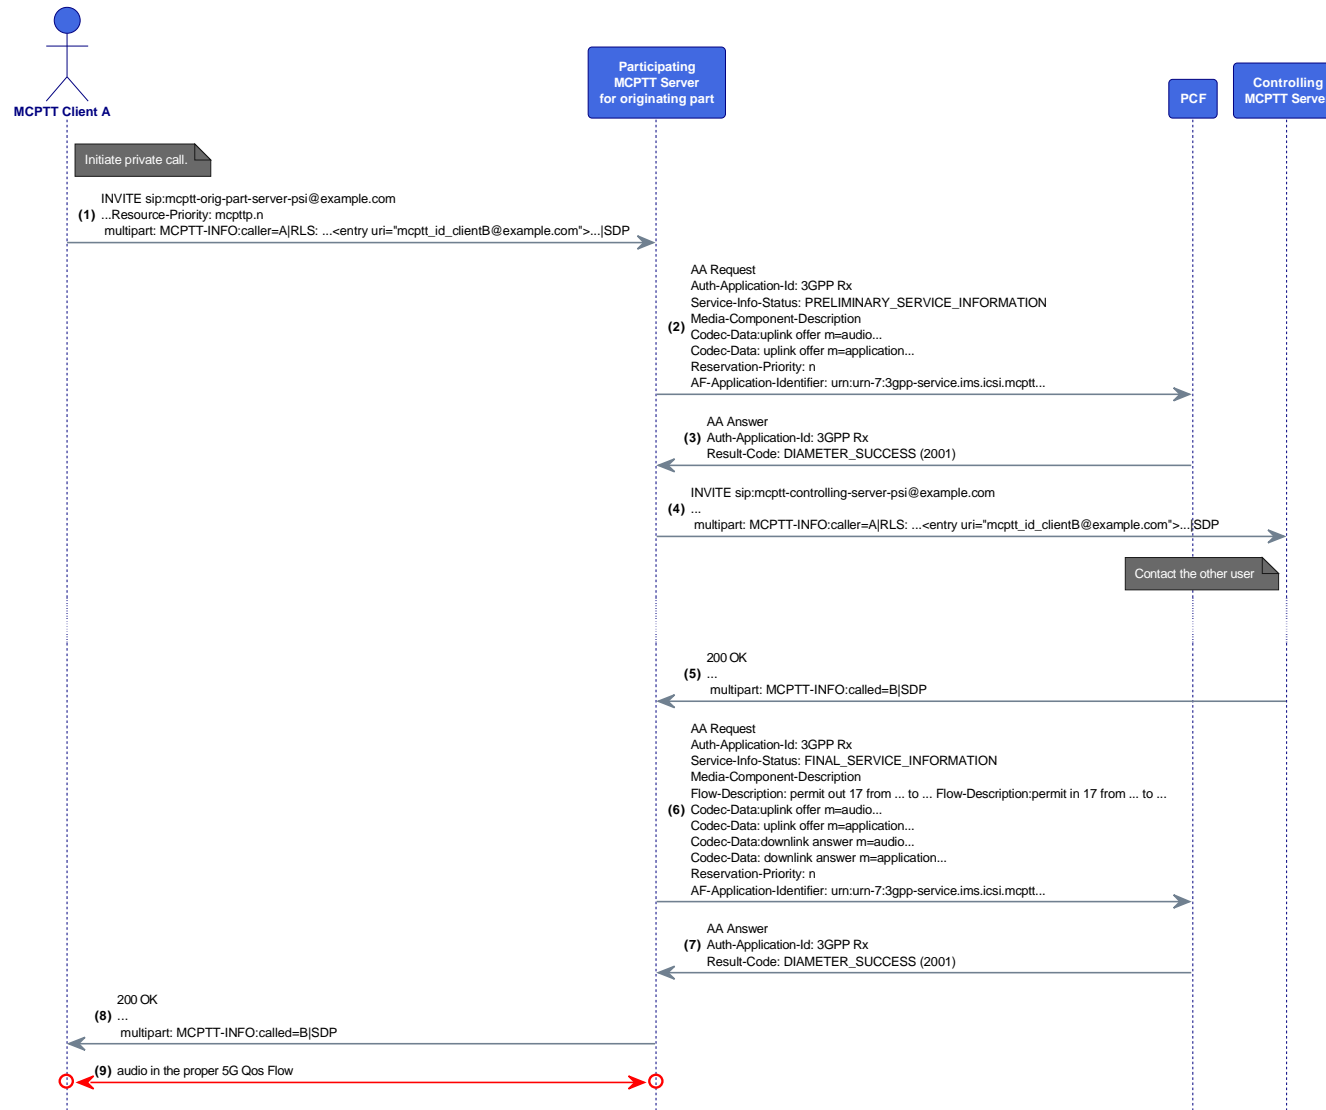 MCPTT Client A
Participating
MCPTT Server
for originating part
PCF
Controlling
MCPTT Serve
Initiate private call.
INVITE sip:mcptt-orig-part-server-psi@example.com
(1) ...Resource-Priority: mcpttp.n
multipart: MCPTT-INFO:caller=A|RLS: ...<entry uri="mcptt_id_clientB@example.com">...|SDP
AA Request
Auth-Application-Id: 3GPP Rx
Service-Info-Status: PRELIMINARY_SERVICE_INFORMATION
Media-Component-Description
(2) Codec-Data:uplink offer m=audio...
Codec-Data: uplink offer m=application...
Reservation-Priority: n
AF-Application-Identifier: urn:urn-7:3gpp-service.ims.icsi.mcptt...
AA Answer
(3) Auth-Application-Id: 3GPP Rx
Result-Code: DIAMETER_SUCCESS (2001)
INVITE sip:mcptt-controlling-server-psi@example.com
(4) ...
multipart: MCPTT-INFO:caller=A|RLS: ...<entry uri="mcptt_id_clientB@example.com">...|SDP
Contact the other user
200 OK
(5) ...
multipart: MCPTT-INFO:called=B|SDP
AA Request
Auth-Application-Id: 3GPP Rx
Service-Info-Status: FINAL_SERVICE_INFORMATION
Media-Component-Description
Flow-Description: permit out 17 from ... to ... Flow-Description:permit in 17 from ... to ...
(6) Codec-Data:uplink offer m=audio...
Codec-Data: uplink offer m=application...
Codec-Data:downlink answer m=audio...
Codec-Data: downlink answer m=application...
Reservation-Priority: n
AF-Application-Identifier: urn:urn-7:3gpp-service.ims.icsi.mcptt...
AA Answer
(7) Auth-Application-Id: 3GPP Rx
Result-Code: DIAMETER_SUCCESS (2001)
200 OK
(8) ...
multipart: MCPTT-INFO:called=B|SDP
(9) audio in the proper 5G Qos Flow